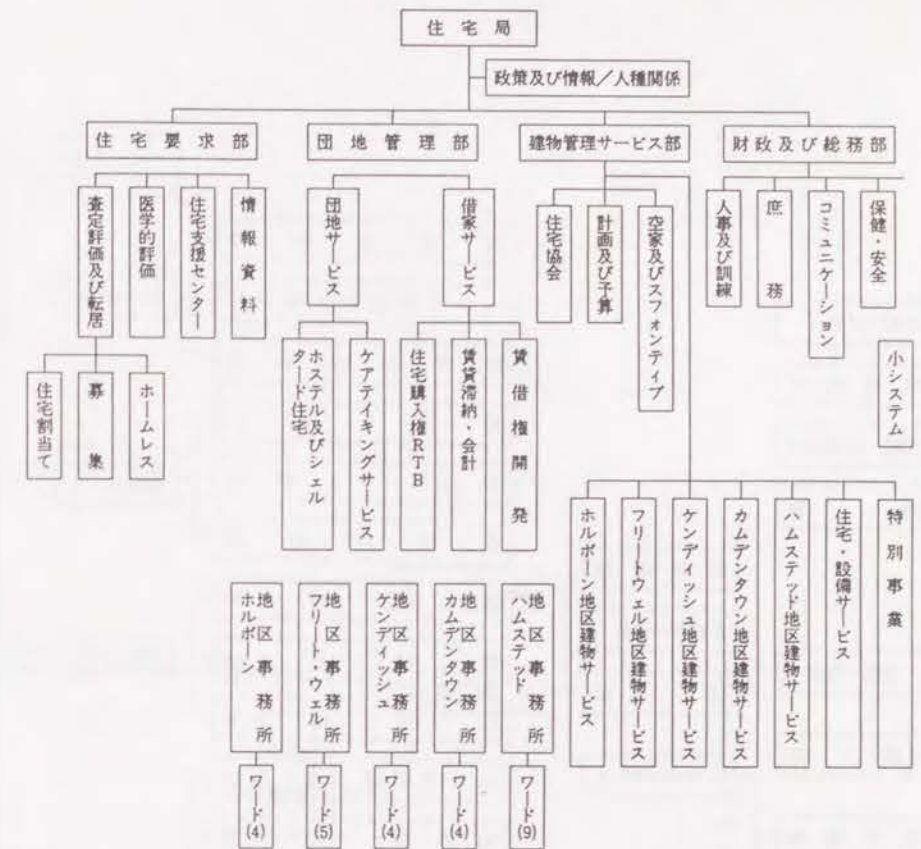 住宅局
政策及び情報／人種関係
住宅要求部
団地管理部
建物管理サービス部
財政及び総務部
査定評価及び転居
医学的評価
住宅支援センター
情報資料
団地サービス
借家サービス
住宅協会
計画及び予算
空家及びスフォンティブ
人事及び訓練
庶務
コミュニケーション
保健・安全
小システム
住宅割当て
募集
ホームレス
ホステル及びシェル
タード住宅
ケアテイキングサービス
住宅購入権RTB
賃貸滞納・会計
賃借権開発
ホルボーン地区建物サービス
フリートウェル地区建物サービス
ケンディッシュ地区建物サービス
カムデンタウン地区建物サービス
ハムステッド地区建物サービス
住宅・設備サービス
特別事業
地区事務所
ホルボーン
地区事務所
フリート・ウェル
地区事務所
ケンディッシュ
地区事務所
カムデンタウン
地区事務所
ハムステッド
ワード(4)
ワード(5)
ワード(4)
ワード(4)
ワード(9)